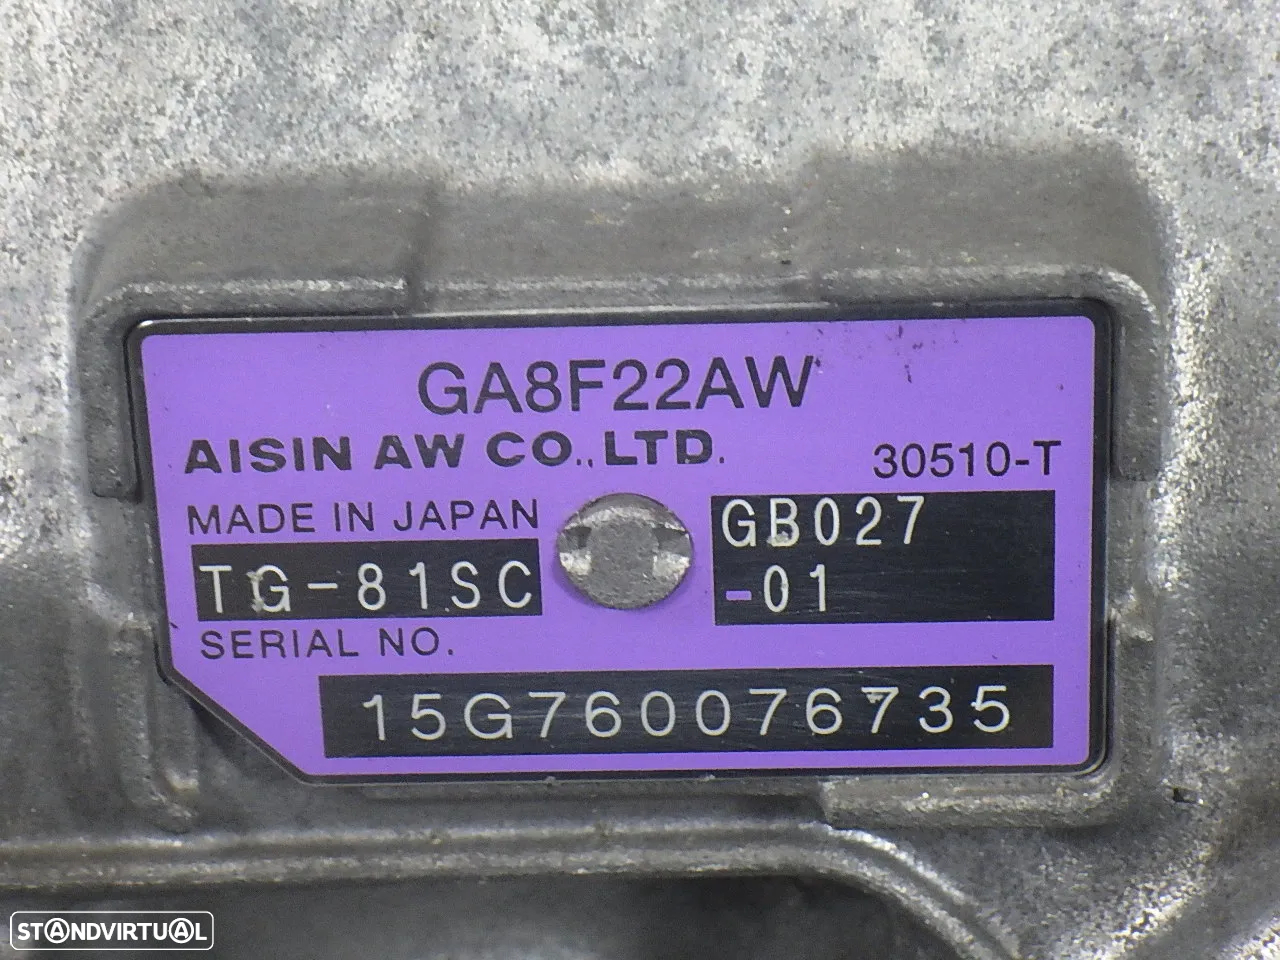 GA8F22AW
AISIN AW CO.,LTD.
30510-T
MADE IN JAPAN
GB027
TG-81SC
-01
SERIAL NO.
15G760076735
STANDVIRTUAL